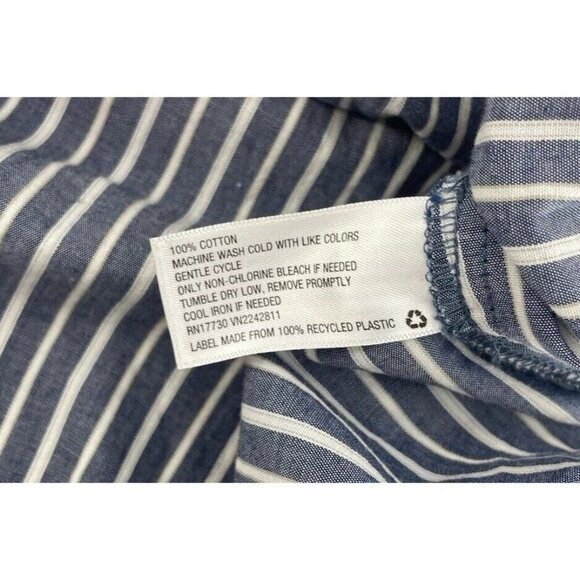 100% COTTON
MACHINE WASH COLD WITH LIKE COLORS
GENTLE CYCLE
ONLY NON-CHLORINE BLEACH IF NEEDED
TUMBLE DRY LOW, REMOVE PROMPTLY
COOL IRON IF NEEDED
RN17730 VN2242811
LABEL MADE FROM 100% RECYCLED PLASTIC